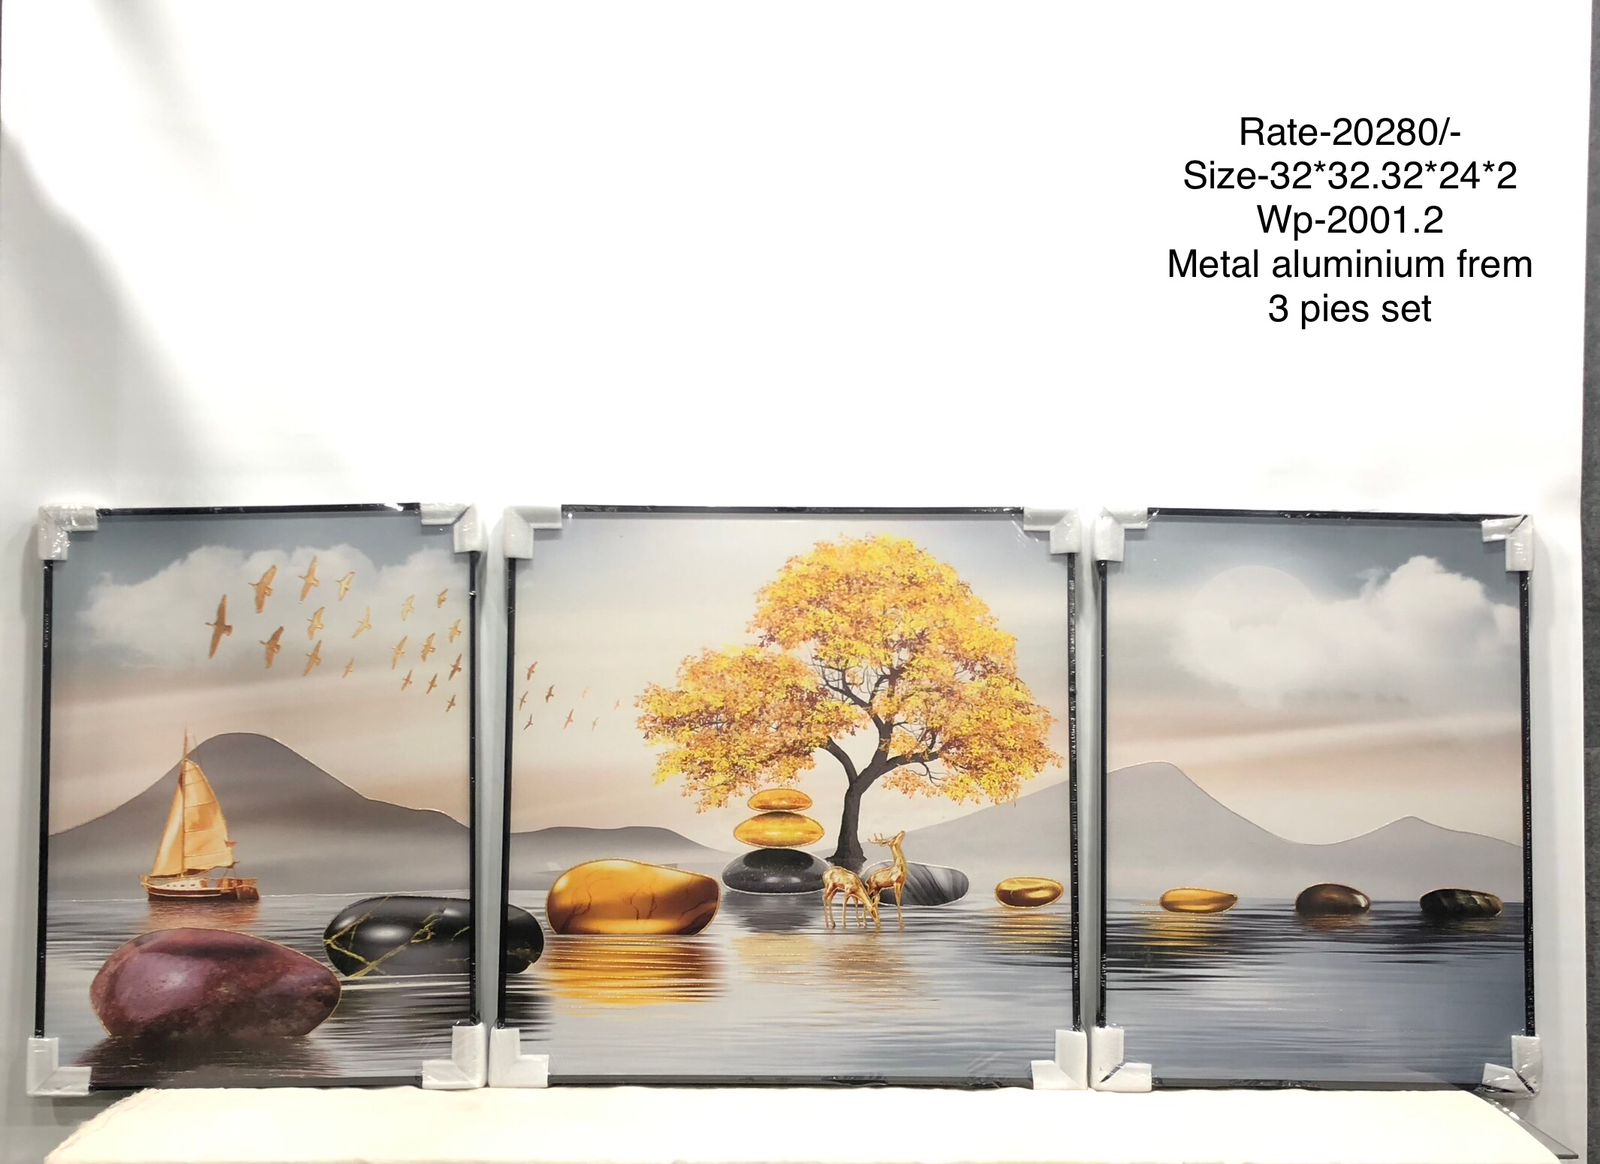 Rate-20280/-
Size-32*32.32*24*2
Wp-2001.2
Metal aluminium frem
3 pies set